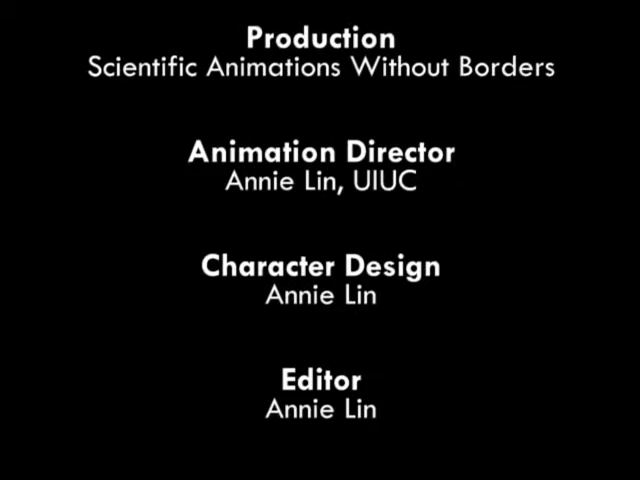 Production
Scientific Animations Without Borders
Animation Director
Annie Lin, UIUC
Character Design
Annie Lin
Editor
Annie Lin